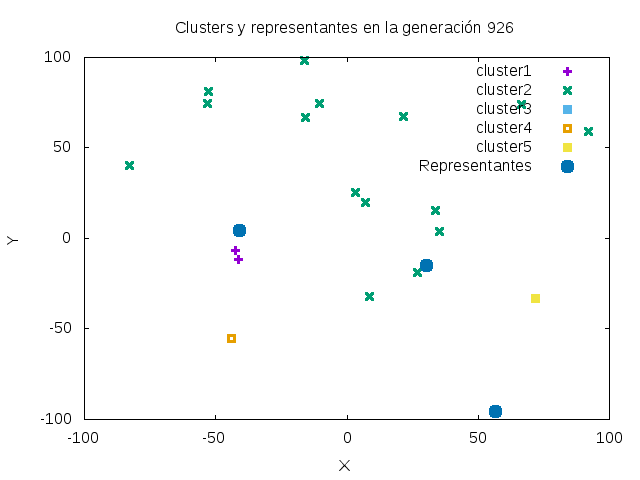 Clusters y representantes en la generación 926
100
50
0
-50
-100
-100
-50
0
50
100
Y
X
cluster1
cluster2
cluster3
cluster4
cluster5
Representantes